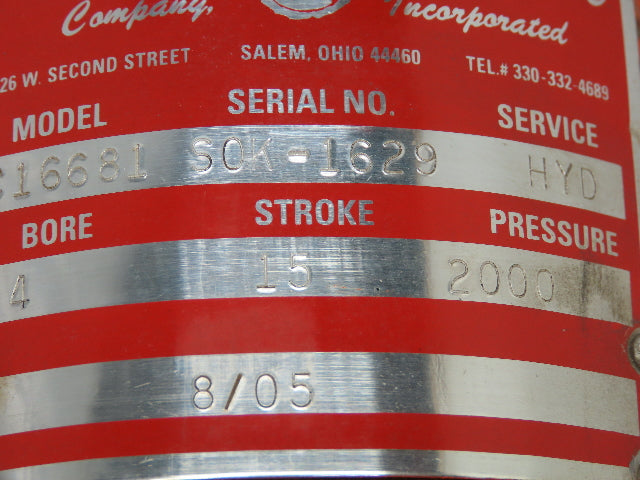 Company, Incorporated
26 W. SECOND STREET SALEM, OHIO 44460 TEL.# 330-332-4689
MODEL SERIAL NO. SERVICE
16681 SOK-1629 HYD
BORE STROKE PRESSURE
4 15 2000
8/05